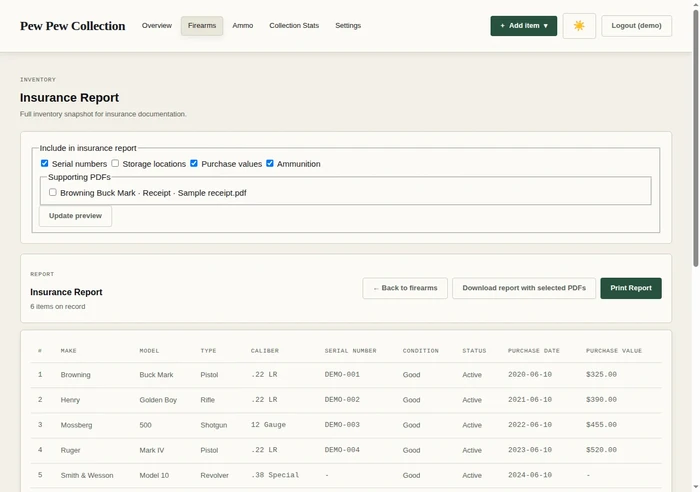 Pew Pew Collection Overview Firearms Ammo Collection Stats Settings + Add item ▾ Logout (demo)
INVENTORY
Insurance Report
Full inventory snapshot for insurance documentation.
Include in insurance report
Serial numbers Storage locations Purchase values Ammunition
Supporting PDFs
Browning Buck Mark · Receipt · Sample receipt.pdf
Update preview
REPORT
Insurance Report
6 items on record
← Back to firearms Download report with selected PDFs Print Report
# MAKE MODEL TYPE CALIBER SERIAL NUMBER CONDITION STATUS PURCHASE DATE PURCHASE VALUE
1 Browning Buck Mark Pistol .22 LR DEMO-001 Good Active 2020-06-10 $325.00
2 Henry Golden Boy Rifle .22 LR DEMO-002 Good Active 2021-06-10 $390.00
3 Mossberg 500 Shotgun 12 Gauge DEMO-003 Good Active 2022-06-10 $455.00
4 Ruger Mark IV Pistol .22 LR DEMO-004 Good Active 2023-06-10 $520.00
5 Smith & Wesson Model 10 Revolver .38 Special - Good Active 2024-06-10 -